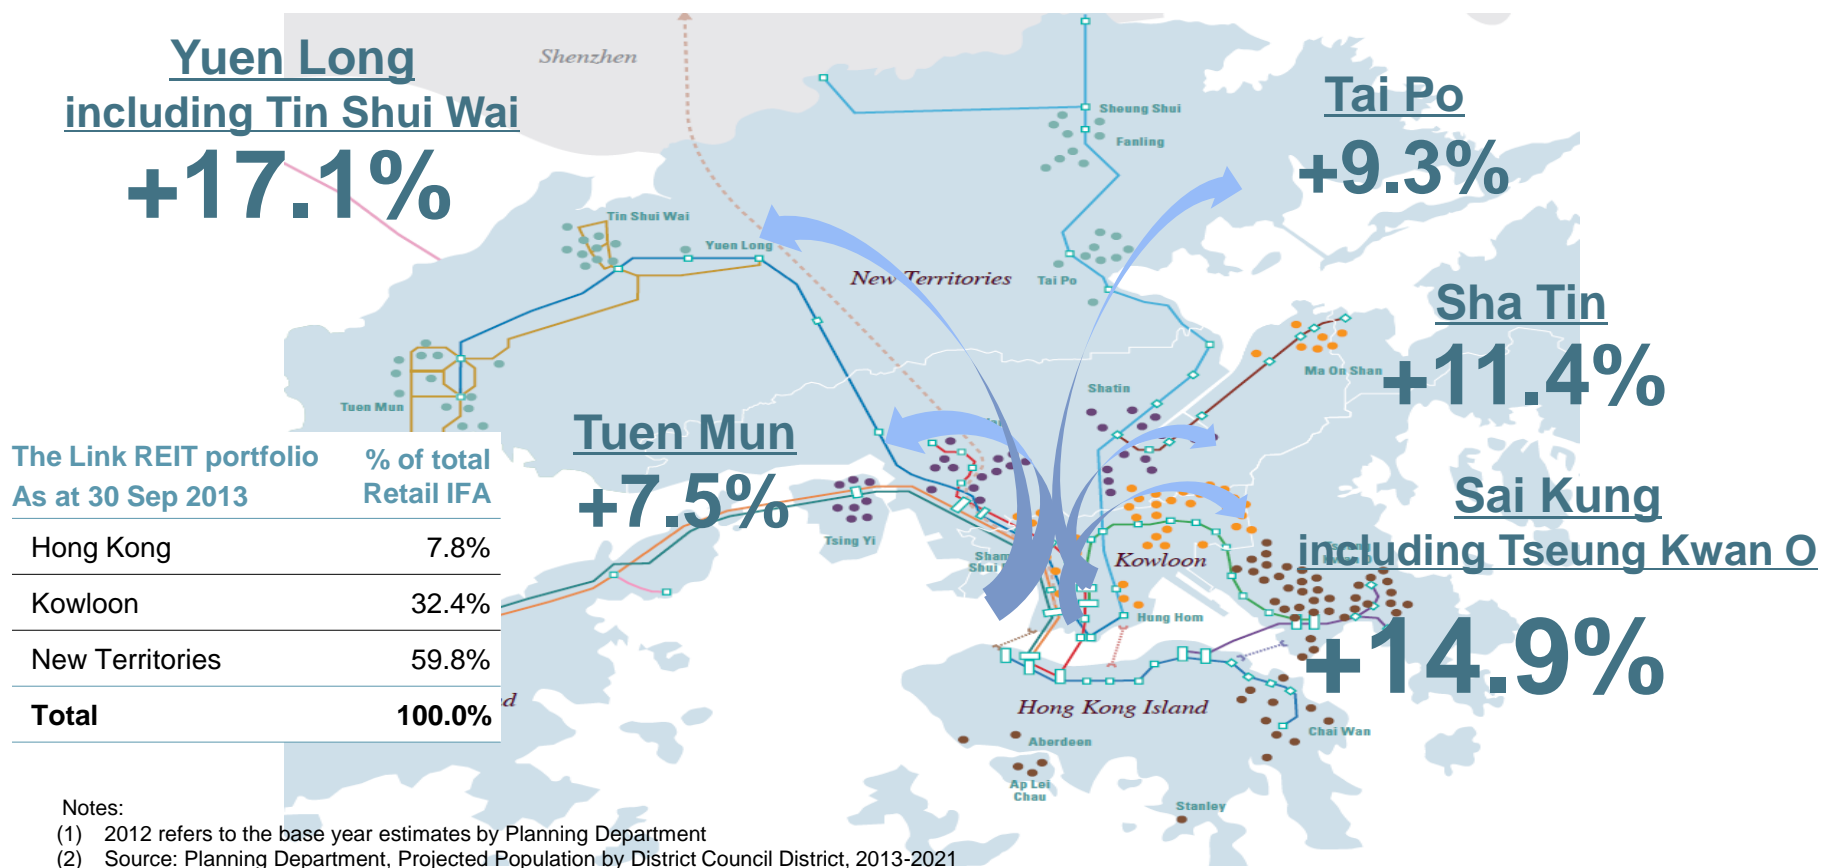 Yuen Long
including Tin Shui Wai
+17.1%
Shenzhen
Tai Po
+9.3%
Sheung Shui
Fanling
Tin Shui Wai
Yuen Long
New Territories
Tai Po
Sha Tin
+11.4%
Ma On Shan
Shatin
Tuen Mun
Tuen Mun
+7.5%
The Link REIT portfolio
As at 30 Sep 2013
% of total
Retail IFA
Hong Kong 7.8%
Kowloon 32.4%
New Territories 59.8%
Total 100.0%
Tsing Yi
Sham
Shui
Kowloon
Hung Hom
Sai Kung
including Tseung Kwan O
+14.9%
Hong Kong Island
Chai Wan
Aberdeen
Ap Lei
Chau
Stanley
Notes:
(1) 2012 refers to the base year estimates by Planning Department
(2) Source: Planning Department, Projected Population by District Council District, 2013-2021